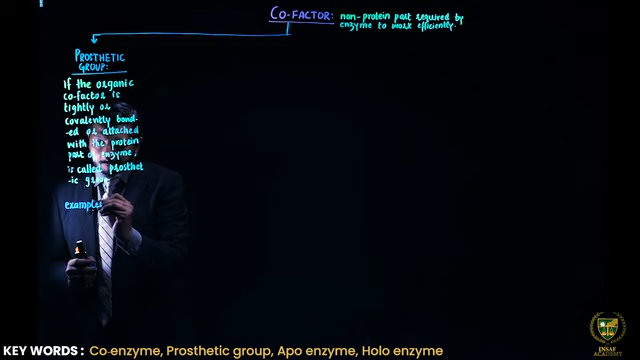 CO-FACTOR: non-protein part required by
enzyme to work efficiently.
PROSTHETIC
GROUP:
if the organic
co-factor is
tightly or
covalently bond-
ed or attached
with the protein
part of enzyme,
is called prosthet
-ic group
examples
KEY WORDS : Co-enzyme, Prosthetic group, Apo enzyme, Holo enzyme
INSAF
ACADEMY